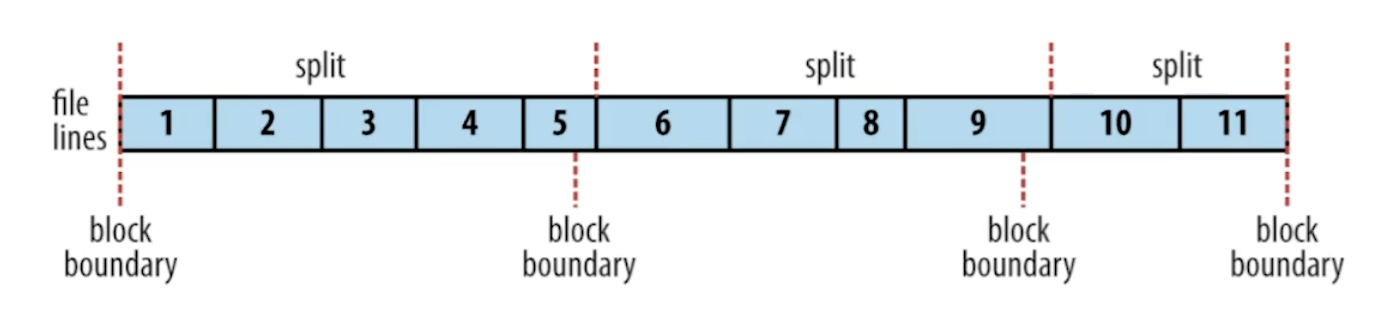 split split split
file
lines
1 2 3 4 5 6 7 8 9 10 11
block block block block
boundary boundary boundary boundary